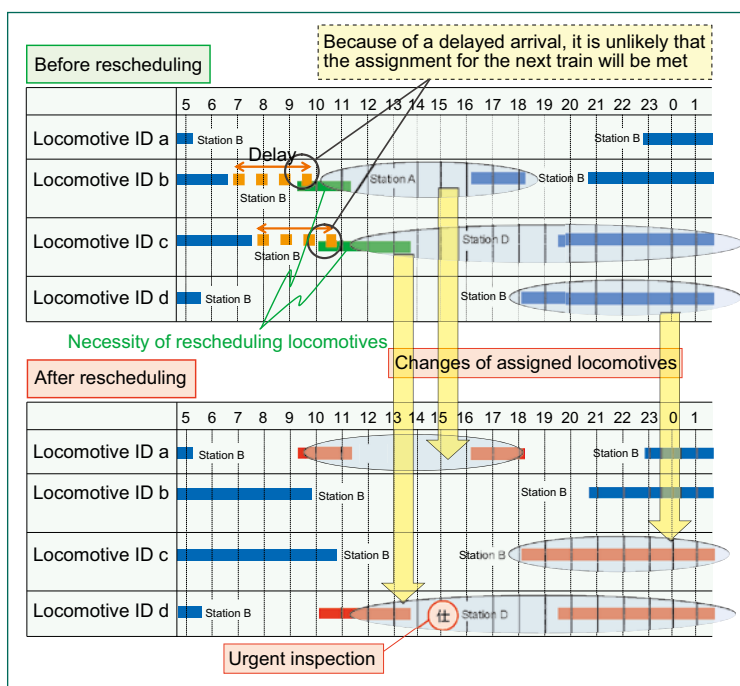 Because of a delayed arrival, it is unlikely that
the assignment for the next train will be met
Before rescheduling
5 6 7 8 9 10 11 12 13 14 15 16 17 18 19 20 21 22 23 0 1
Locomotive ID a
Station B
Station B
Locomotive ID b
Delay
Station B
Station A
Station B
Locomotive ID c
Station B
Station D
Locomotive ID d
Station B
Station B
Necessity of rescheduling locomotives
Changes of assigned locomotives
After rescheduling
5 6 7 8 9 10 11 12 13 14 15 16 17 18 19 20 21 22 23 0 1
Locomotive ID a
Station B
Station B
Locomotive ID b
Station B
Station B
Locomotive ID c
Station B
Station B
Locomotive ID d
Station B
仕
Station D
Urgent inspection